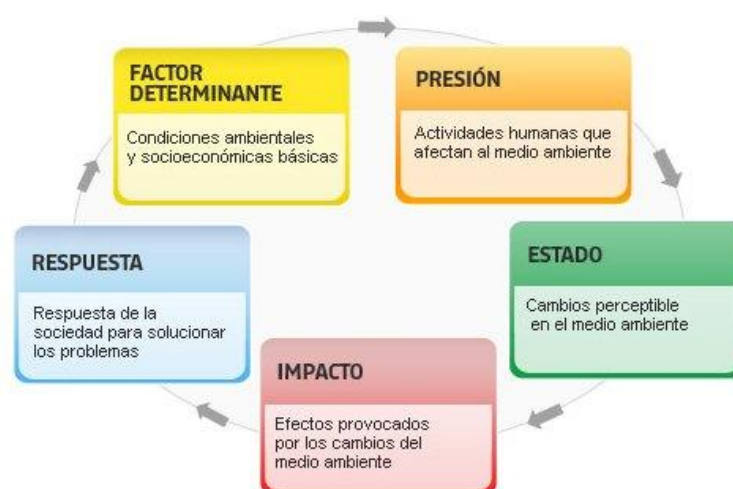 FACTOR
DETERMINANTE
Condiciones ambientales
y socioeconómicas básicas
PRESIÓN
Actividades humanas que
afectan al medio ambiente
ESTADO
Cambios perceptible
en el medio ambiente
IMPACTO
Efectos provocados
por los cambios del
medio ambiente
RESPUESTA
Respuesta de la
sociedad para solucionar
los problemas